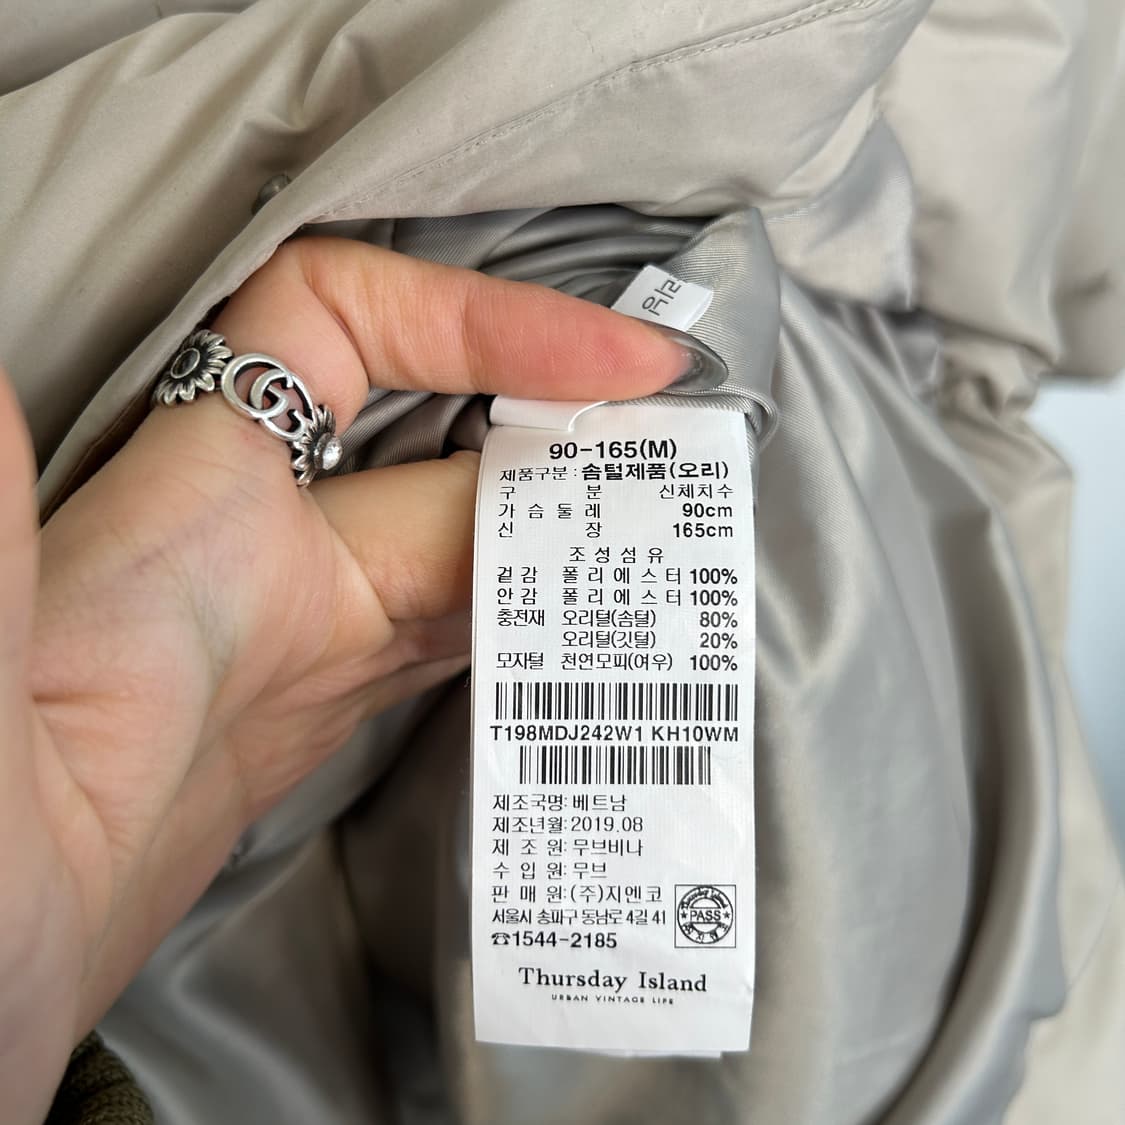 90-165(M)
제품구분 : 솜털제품(오리)
구 분 신체치수
가 슴 둘 레 90cm
신 장 165cm
조 성 섬 유
겉 감 폴 리 에 스 터 100%
안 감 폴 리 에 스 터 100%
충전재 오리털(솜털) 80%
오리털(깃털) 20%
모자털 천연모피(여우) 100%
T198MDJ242W1 KH10WM
제조국명: 베트남
제조년월: 2019.08
제 조 원: 무브비나
수 입 원: 무브
판 매 원: (주)지엔코
서울시 송파구 동남로 4길 41
PASS
☎1544-2185
Thursday Island
URBAN VINTAGE LIFE